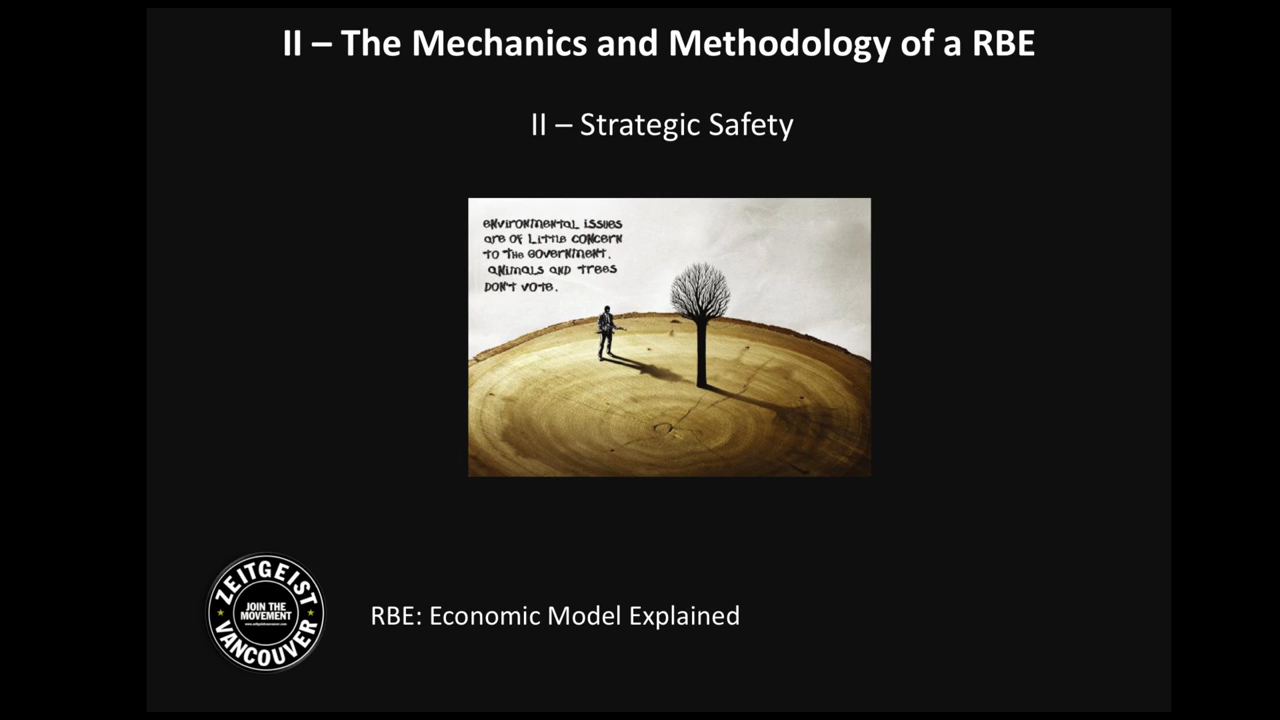 II – The Mechanics and Methodology of a RBE
II – Strategic Safety
environmental issues
are of little concern
to the government.
animals and trees
don't vote.
ZEITGEIST
JOIN THE
MOVEMENT
VANCOUVER
RBE: Economic Model Explained